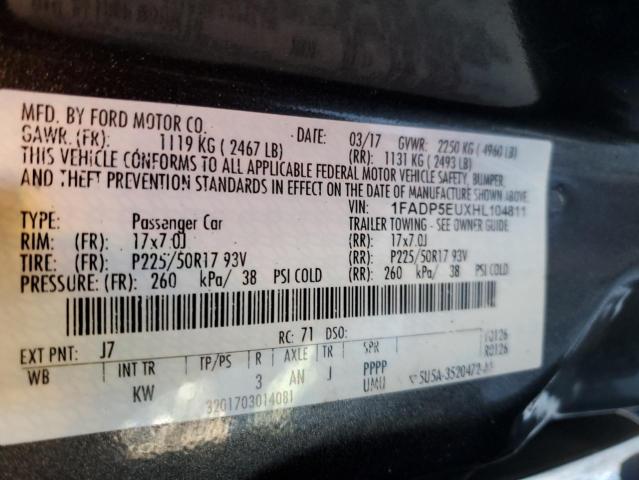 MFD. BY FORD MOTOR CO.
DATE: 03/17 GVWR: 2250 KG ( 4960 LB)
GAWR. (FR): 1119 KG ( 2467 LB) (RR): 1131 KG ( 2493 LB)
THIS VEHICLE CONFORMS TO ALL APPLICABLE FEDERAL MOTOR VEHICLE SAFETY, BUMPER,
AND THEFT PREVENTION STANDARDS IN EFFECT ON THE DATE OF MANUFACTURE SHOWN ABOVE.
VIN: 1FADP5EUXHL104811
TYPE: Passenger Car TRAILER TOWING - SEE OWNER GUIDE
RIM: (FR): 17x7.0J (RR): 17x7.0J
TIRE: (FR): P225/50R17 93V (RR): P225/50R17 93V
PRESSURE: (FR): 260 kPa/ 38 PSI COLD (RR): 260 kPa/ 38 PSI COLD
EXT PNT: J7 RC: 71 DSO:
WB INT TR TP/PS R AXLE TR SPR
KW 3 AN J PPPP
UMU
3201703014081
R0126